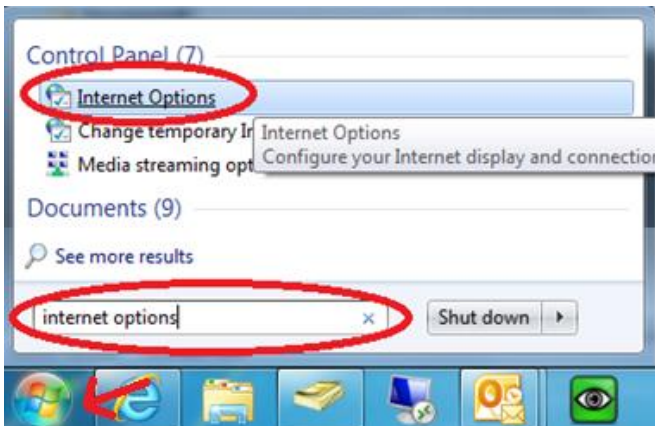 Control Panel (7)
Internet Options
Change temporary Ir
Internet Options
Configure your Internet display and connection
Media streaming opt
Documents (9)
See more results
internet options
Shut down